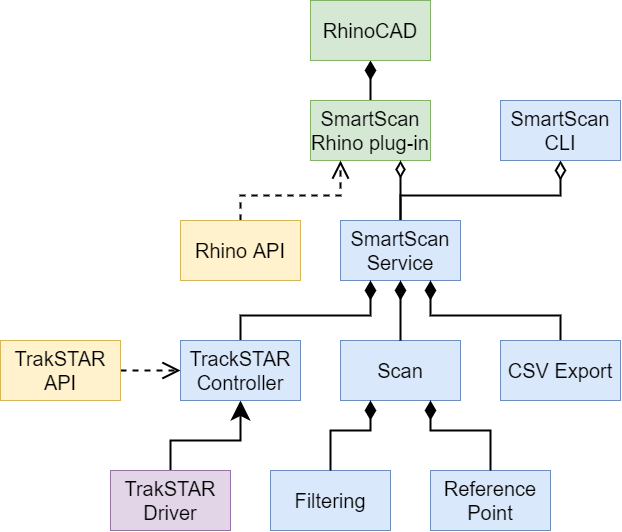 RhinoCAD
SmartScan
Rhino plug-in
SmartScan
CLI
Rhino API
SmartScan
Service
TrakSTAR
API
TrackSTAR
Controller
Scan
CSV Export
TrakSTAR
Driver
Filtering
Reference
Point